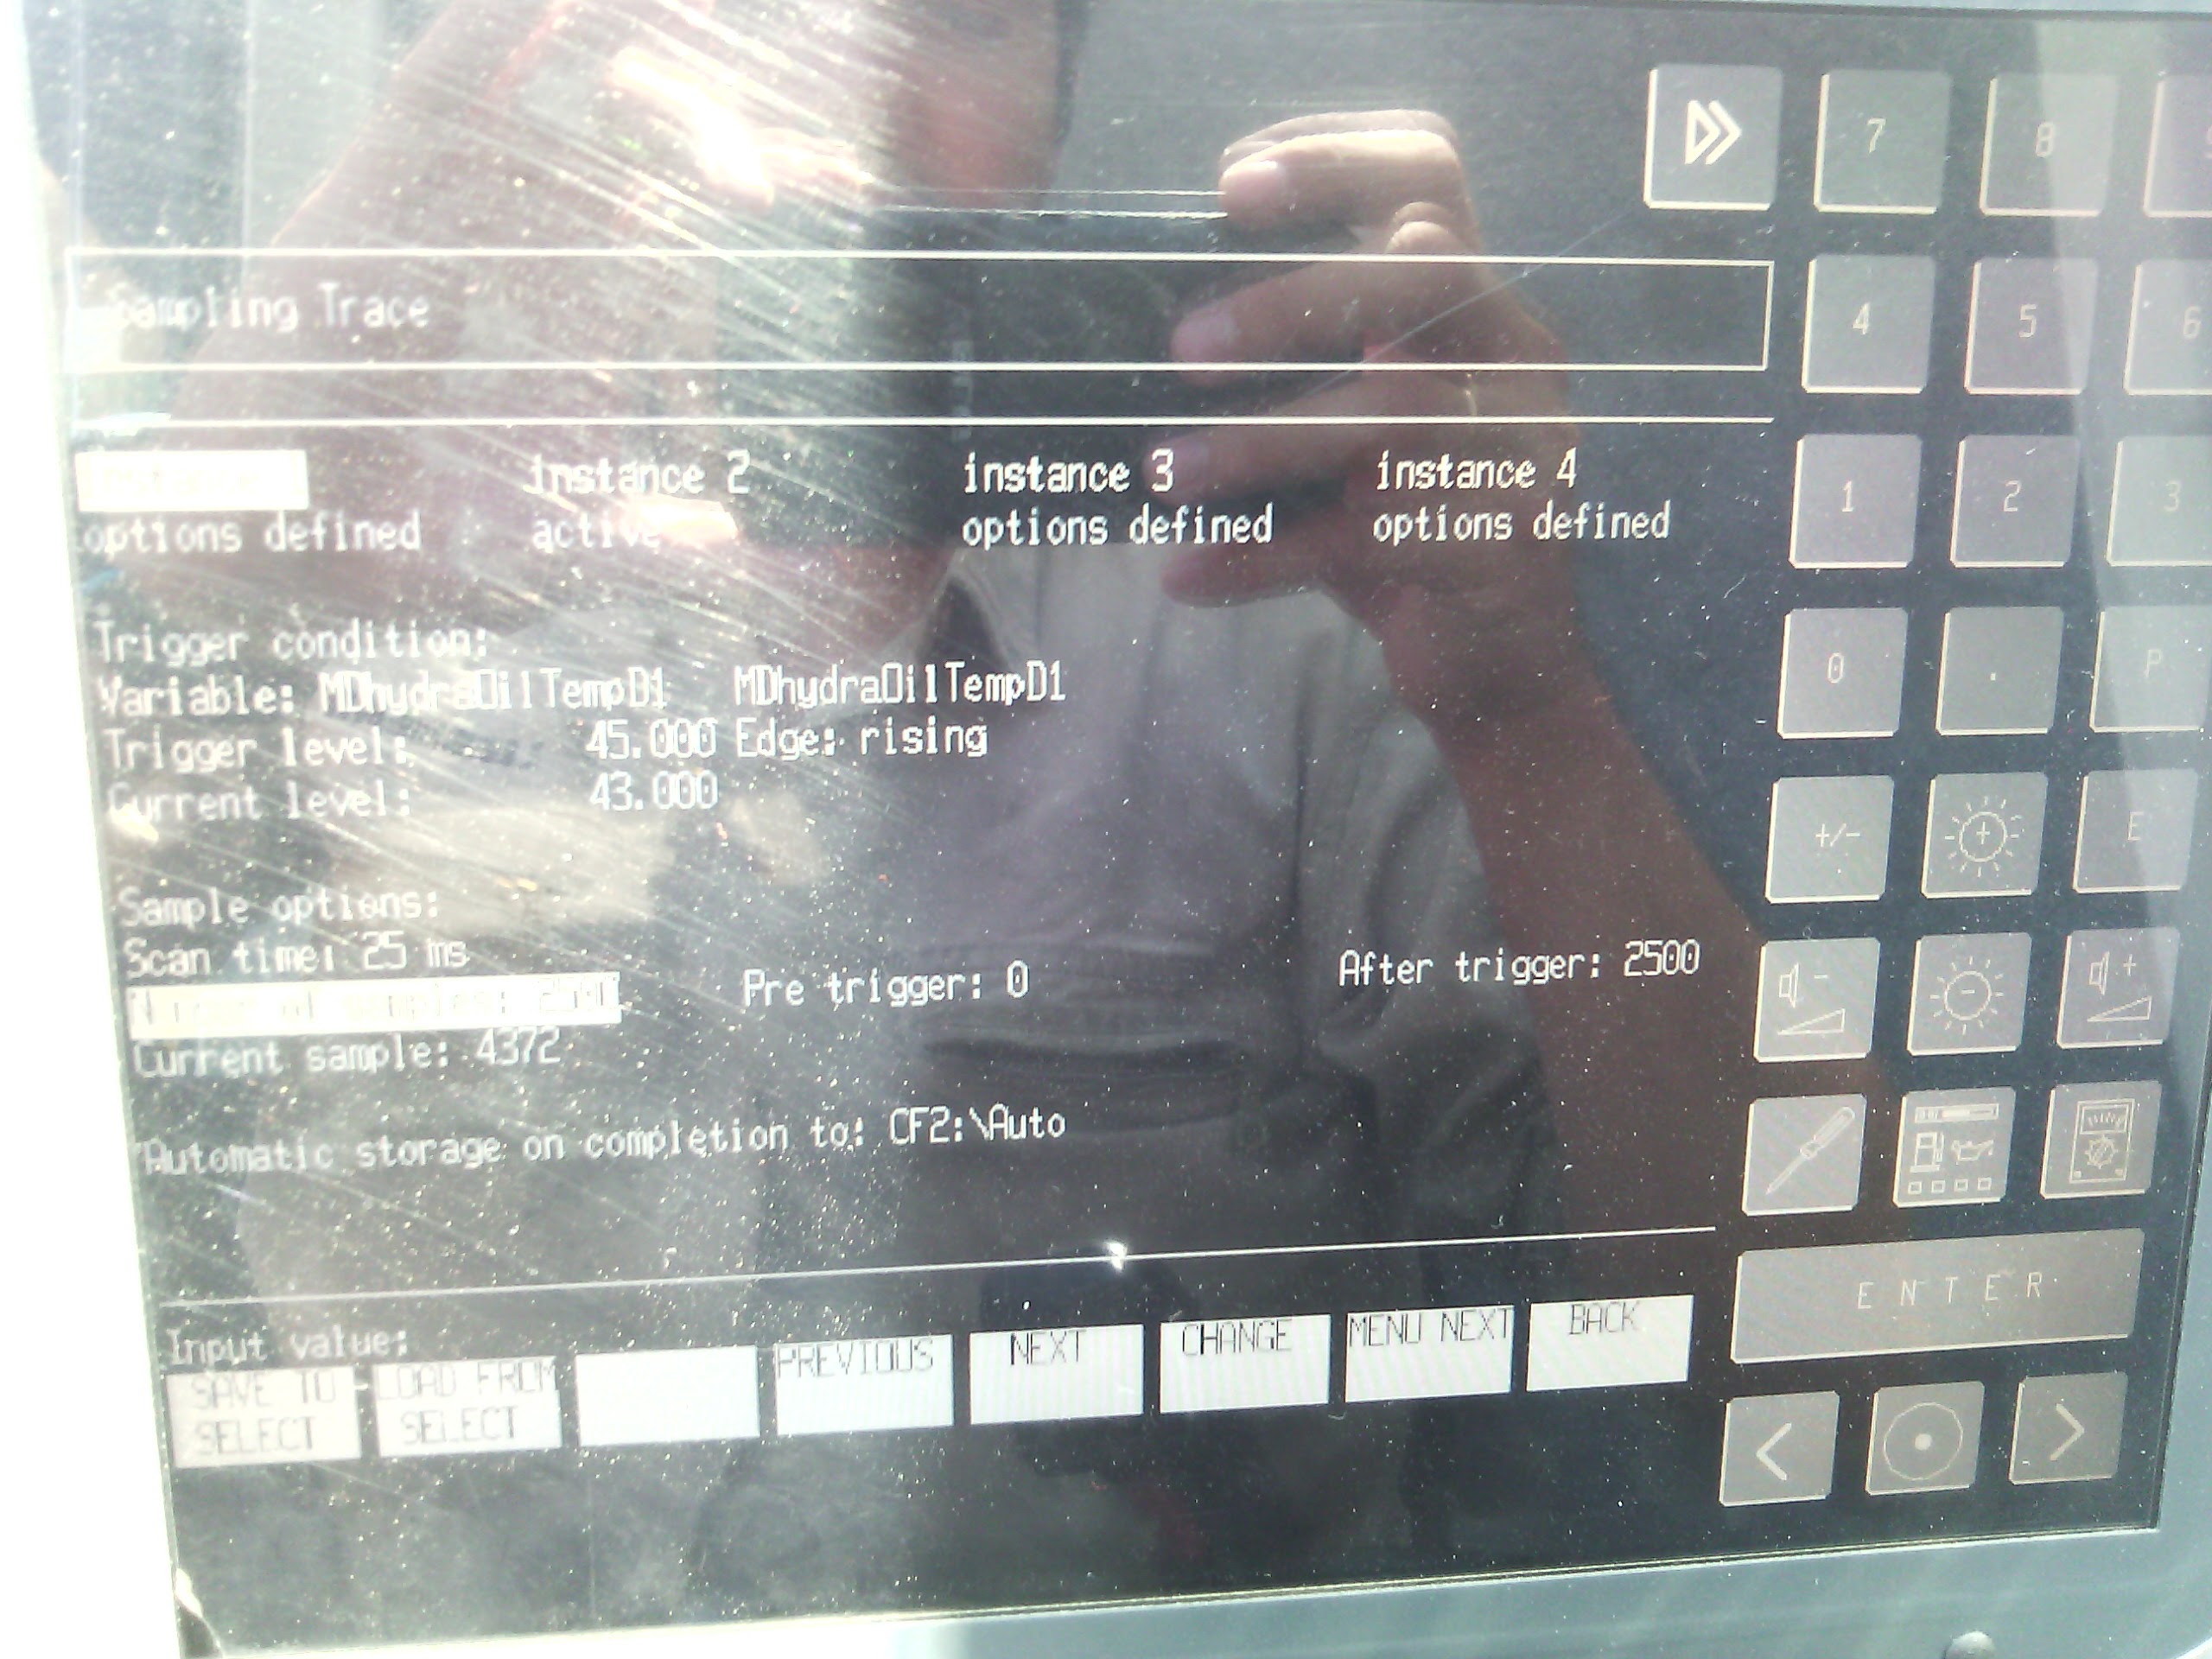 Sampling Trace
instance 2 instance 3 instance 4
options defined active options defined options defined
Trigger condition:
Variable: MDhydraOilTempD1 MDhydraOilTempD1
Trigger level: 45.000 Edge: rising
Current level: 43.000
Sample options:
Scan time: 25 ms
samples: Pre trigger: 0 After trigger: 2500
Current sample: 4372
Automatic storage on completion to: CF2:\Auto
Input value:
SAVE TO SELECT
LOAD FROM SELECT
PREVIOUS
NEXT
CHANGE
MENU NEXT
BACK
7 8
4 5 6
1 2 3
0 . P
+/- + E
- - +
ENTER
< >